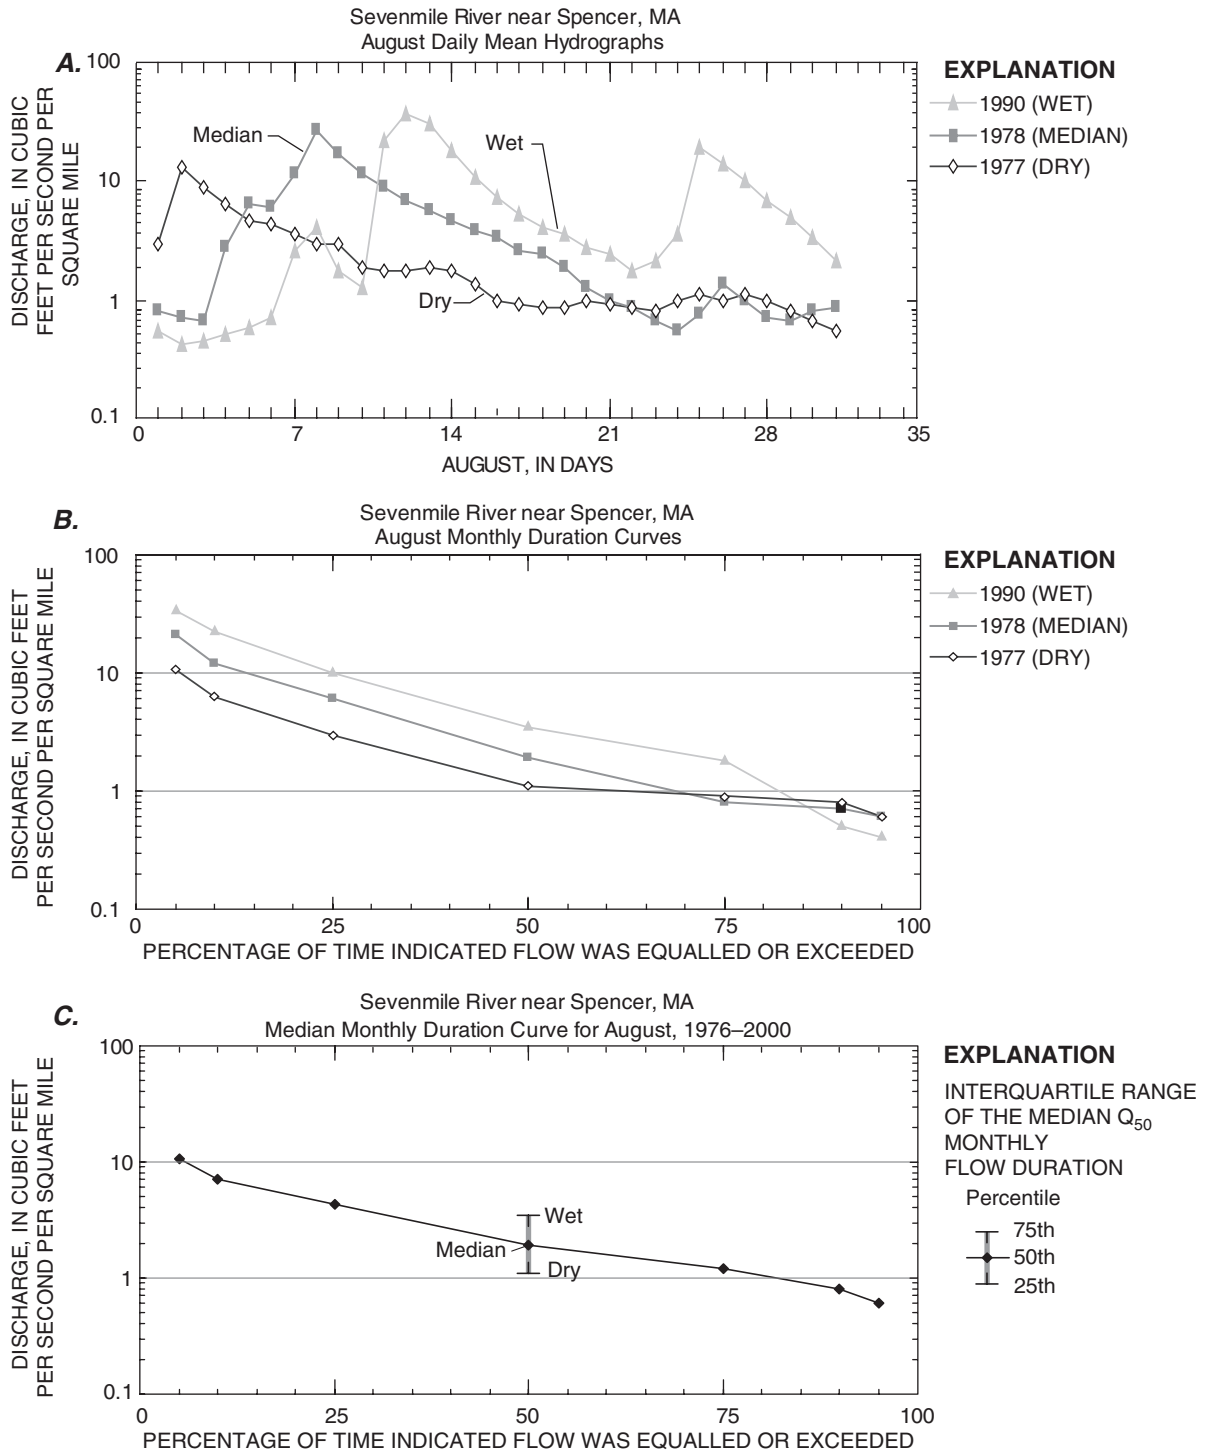 Sevenmile River near Spencer, MA
August Daily Mean Hydrographs
A.
DISCHARGE, IN CUBIC
FEET PER SECOND PER
SQUARE MILE
100
10
1
0.1
Median
Wet
Dry
0 7 14 21 28 35
AUGUST, IN DAYS
EXPLANATION
1990 (WET)
1978 (MEDIAN)
1977 (DRY)
B.
Sevenmile River near Spencer, MA
August Monthly Duration Curves
DISCHARGE, IN CUBIC FEET
PER SECOND PER SQUARE MILE
100
10
1
0.1
0 25 50 75 100
PERCENTAGE OF TIME INDICATED FLOW WAS EQUALLED OR EXCEEDED
EXPLANATION
1990 (WET)
1978 (MEDIAN)
1977 (DRY)
C.
Sevenmile River near Spencer, MA
Median Monthly Duration Curve for August, 1976–2000
DISCHARGE, IN CUBIC FEET
PER SECOND PER SQUARE MILE
100
10
1
0.1
Wet
Median
Dry
0 25 50 75 100
PERCENTAGE OF TIME INDICATED FLOW WAS EQUALLED OR EXCEEDED
EXPLANATION
INTERQUARTILE RANGE
OF THE MEDIAN Q50
MONTHLY
FLOW DURATION
Percentile
75th
50th
25th